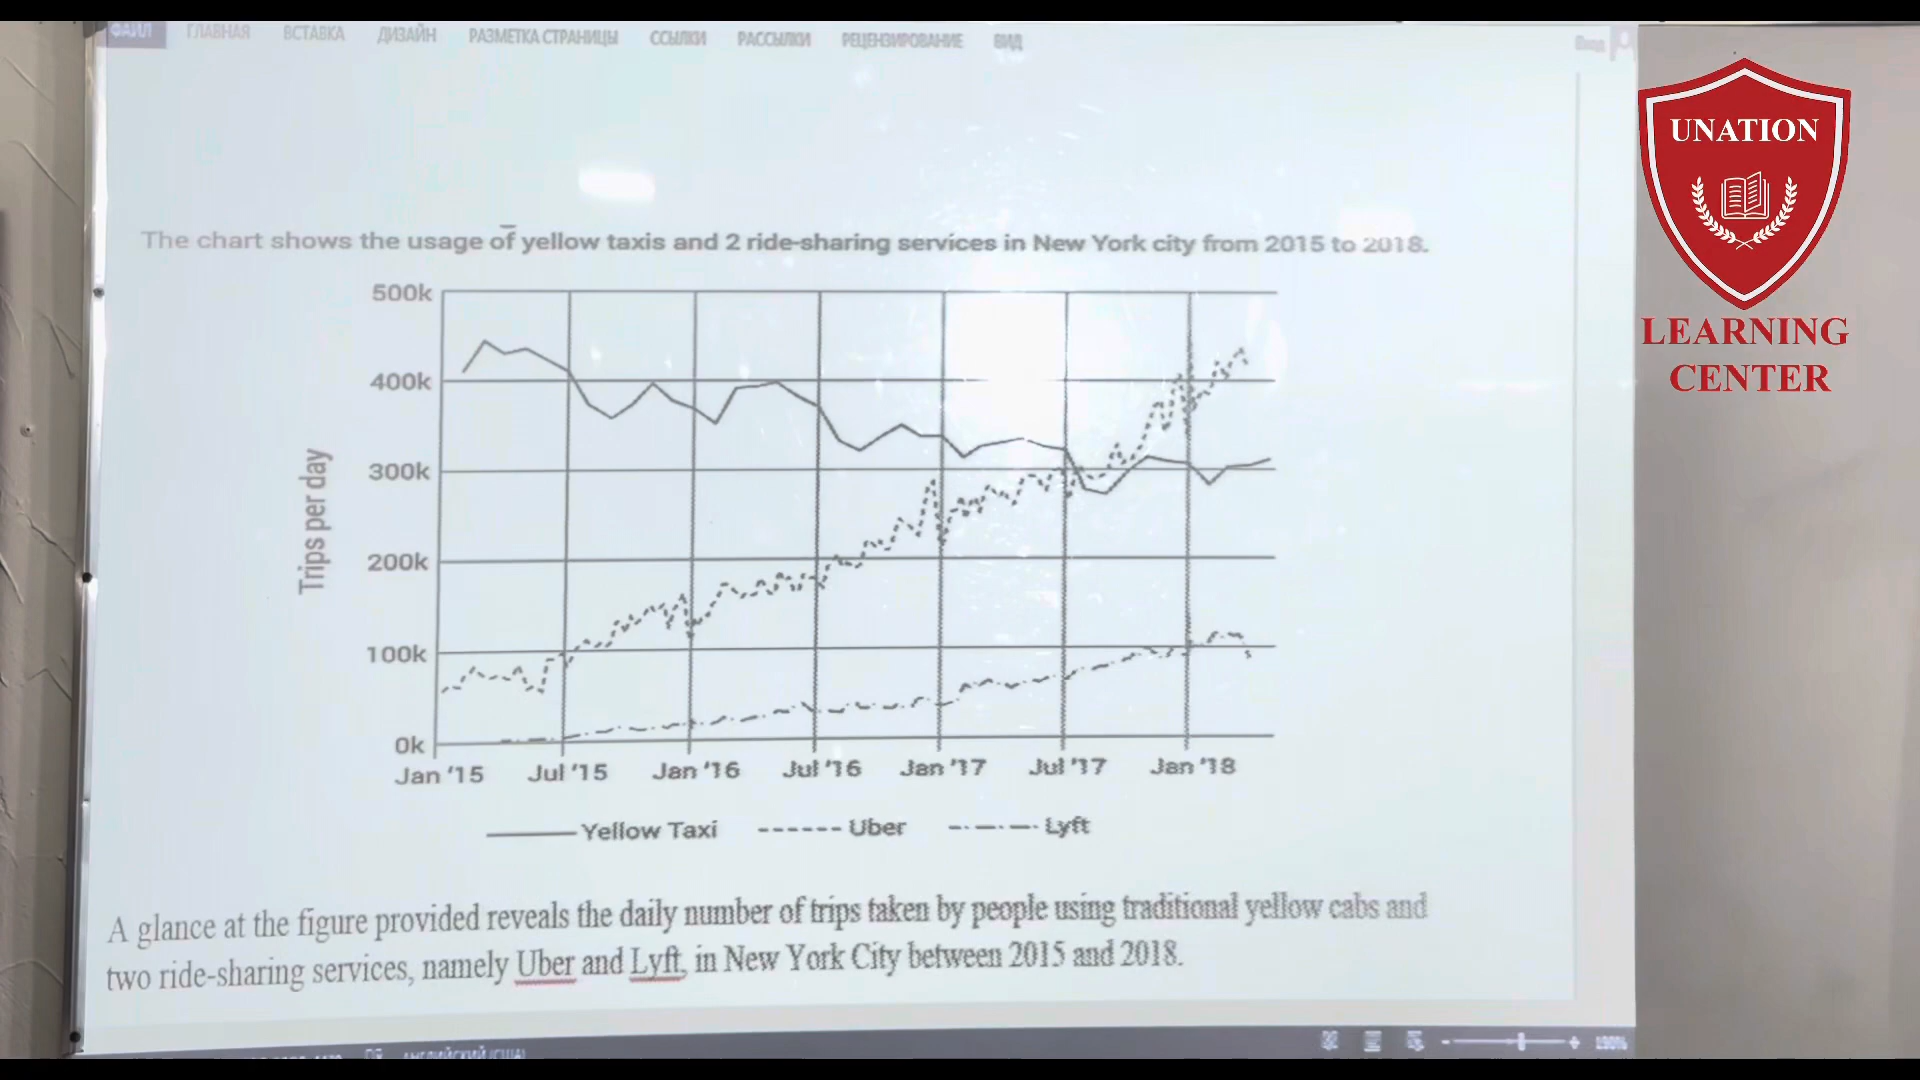 ФАЙЛ ГЛАВНАЯ ВСТАВКА ДИЗАЙН РАЗМЕТКА СТРАНИЦЫ ССЫЛКИ РАССЫЛКИ РЕЦЕНЗИРОВАНИЕ ВИД Вход
UNATION
LEARNING
CENTER
The chart shows the usage of yellow taxis and 2 ride-sharing services in New York city from 2015 to 2018.
500k
400k
300k
200k
100k
0k
Trips per day
Jan '15 Jul '15 Jan '16 Jul '16 Jan '17 Jul '17 Jan '18
Yellow Taxi Uber Lyft
A glance at the figure provided reveals the daily number of trips taken by people using traditional yellow cabs and
two ride-sharing services, namely Uber and Lyft, in New York City between 2015 and 2018.
АНГЛИЙСКИЙ (США) 190%